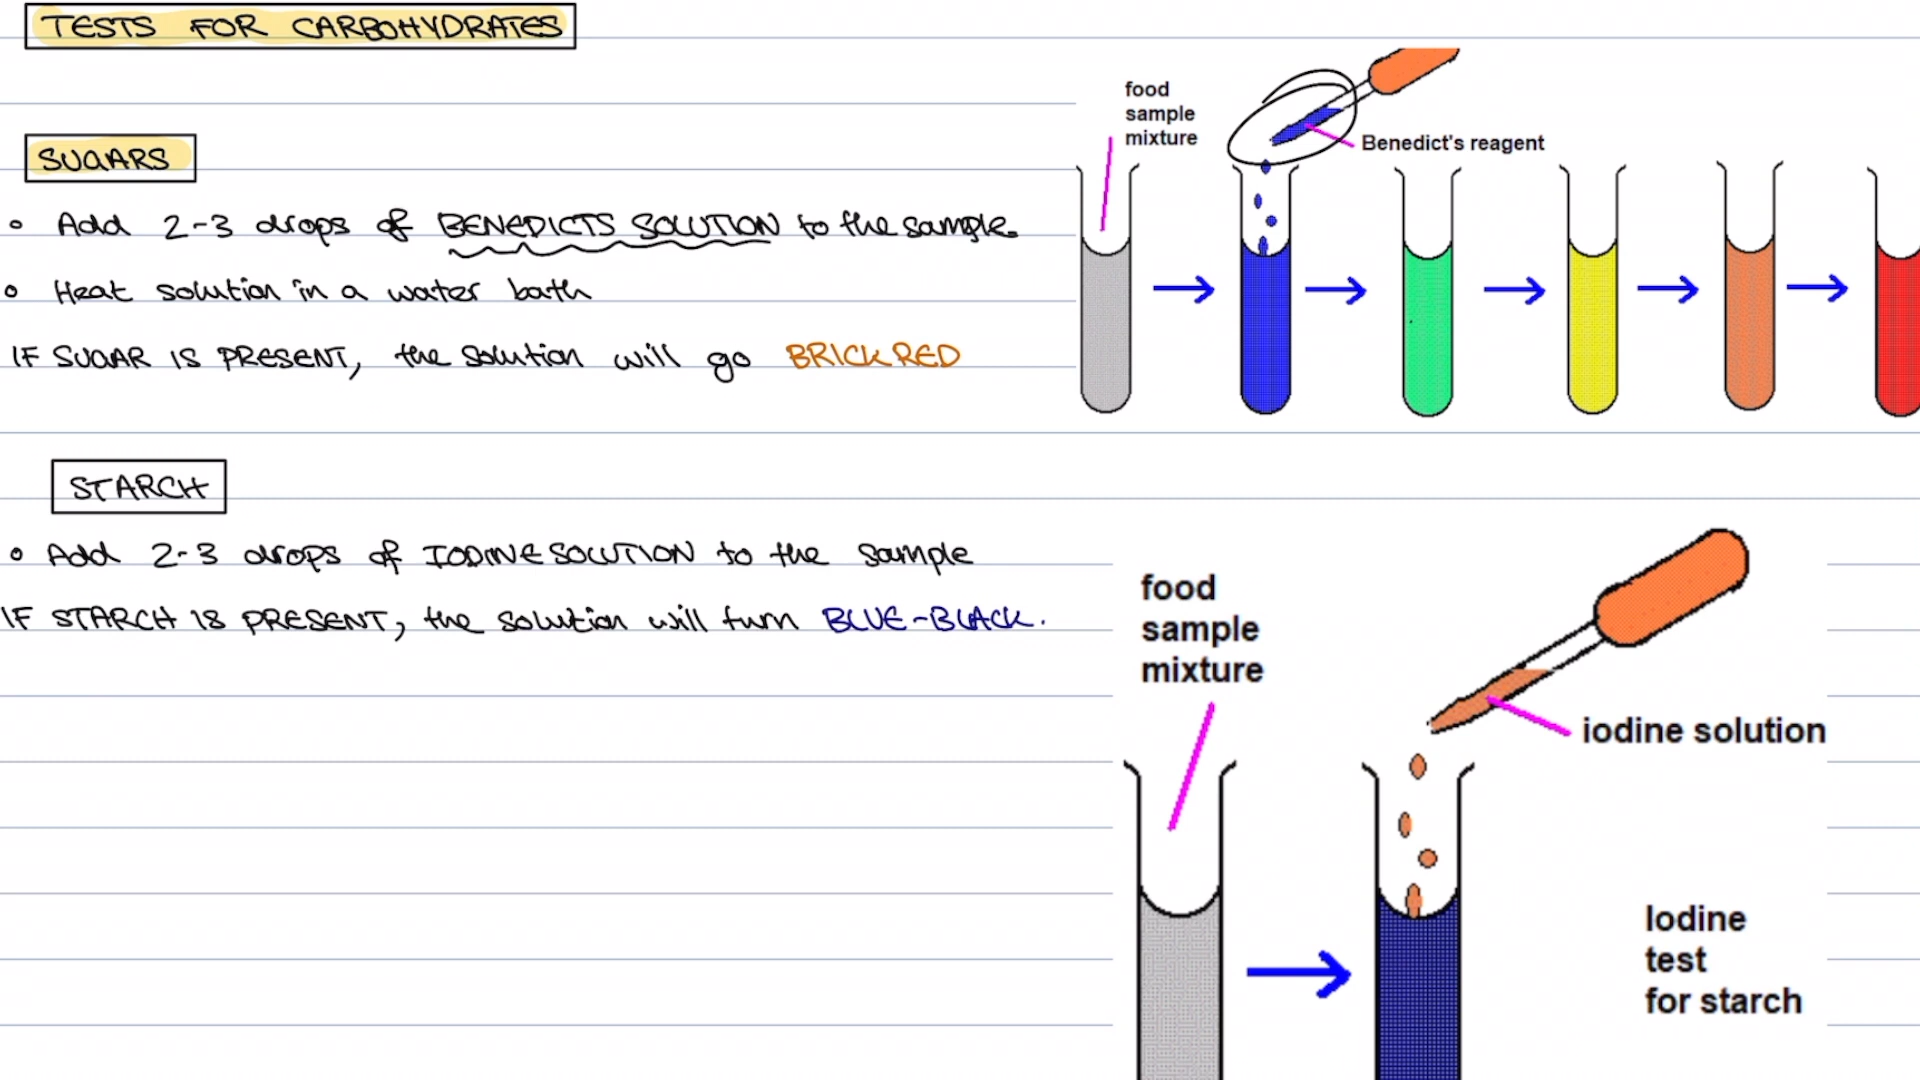 TESTS FOR CARBOHYDRATES
SUGARS
• Add 2-3 drops of BENEDICTS SOLUTION to the sample.
• Heat solution in a water bath
IF SUGAR IS PRESENT, the solution will go BRICK RED
food
sample
mixture
Benedict's reagent
STARCH
• Add 2-3 drops of IODINE SOLUTION to the sample
IF STARCH IS PRESENT, the solution will turn BLUE-BLACK.
food
sample
mixture
iodine solution
Iodine
test
for starch